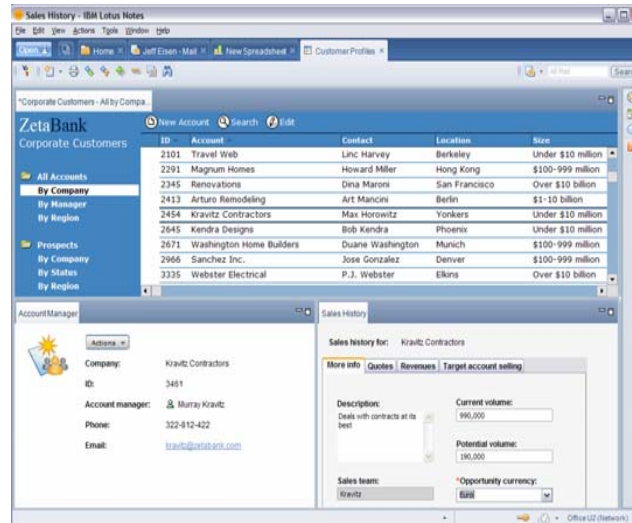 Sales History - IBM Lotus Notes
File Edit View Actions Tools Window Help
Open Home Jeff Eisen - Mail New Spreadsheet Customer Profiles
All Mail Sear
*Corporate Customers - All by Compa...
ZetaBank
Corporate Customers
New Account Search Edit
ID Account Contact Location Size
2101 Travel Web Linc Harvey Berkeley Under $10 million
2291 Magnum Homes Howard Miller Hong Kong $100-999 million
2345 Renovations Dina Maroni San Francisco Over $10 billion
2413 Arturo Remodeling Art Mancini Berlin $1-10 billion
2454 Kravitz Contractors Max Horowitz Yonkers Under $10 million
2645 Kendra Designs Bob Kendra Phoenix Under $10 million
2671 Washington Home Builders Duane Washington Munich $100-999 million
2966 Sanchez Inc. Jose Gonzalez Denver $100-999 million
3335 Webster Electrical P.J. Webster Elkins Over $10 billion
All Accounts
By Company
By Manager
By Region
Prospects
By Company
By Status
By Region
Account Manager
Actions
Company: Kravitz Contractors
ID: 3461
Account manager: Murray Kravitz
Phone: 322-812-422
Email: kravitz@zetabank.com
Sales History
Sales history for: Kravitz Contractors
More info Quotes Revenues Target account selling
Description:
Deals with contracts at its
best
Current volume:
990,000
Potential volume:
190,000
Sales team:
Kravitz
*Opportunity currency:
Euro
Office U2 (Network)